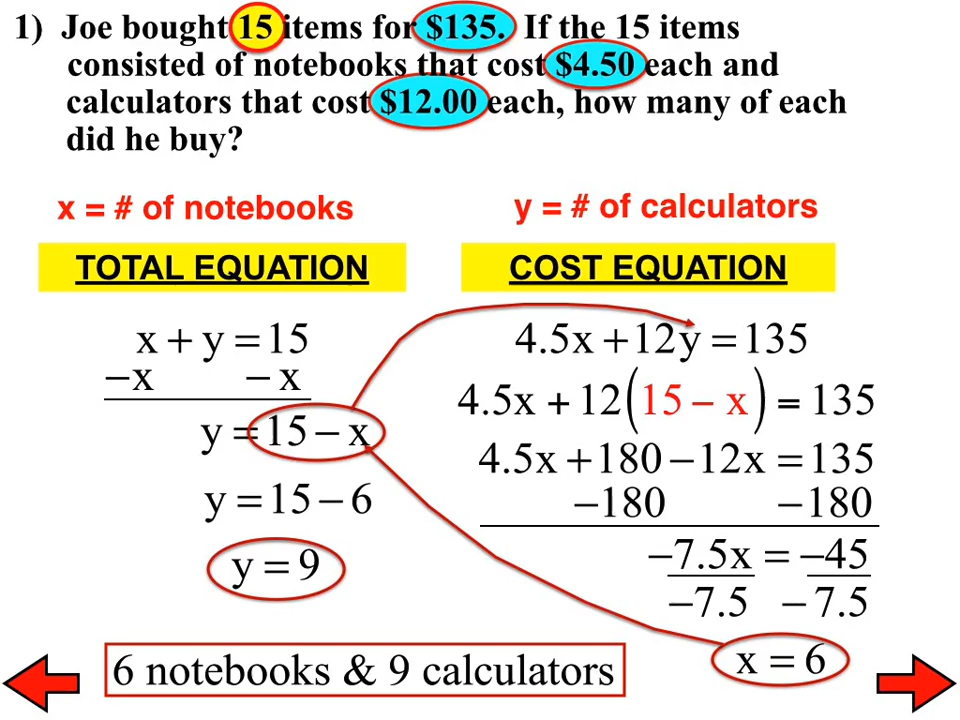 1) Joe bought 15 items for $135. If the 15 items
consisted of notebooks that cost $4.50 each and
calculators that cost $12.00 each, how many of each
did he buy?
x = # of notebooks
y = # of calculators
TOTAL EQUATION
x + y = 15
−x − x
y = 15 − x
y = 15 − 6
y = 9
COST EQUATION
4.5x + 12y = 135
4.5x + 12(15 − x) = 135
4.5x + 180 − 12x = 135
−180 −180
−7.5x = −45
−7.5 − 7.5
x = 6
6 notebooks & 9 calculators